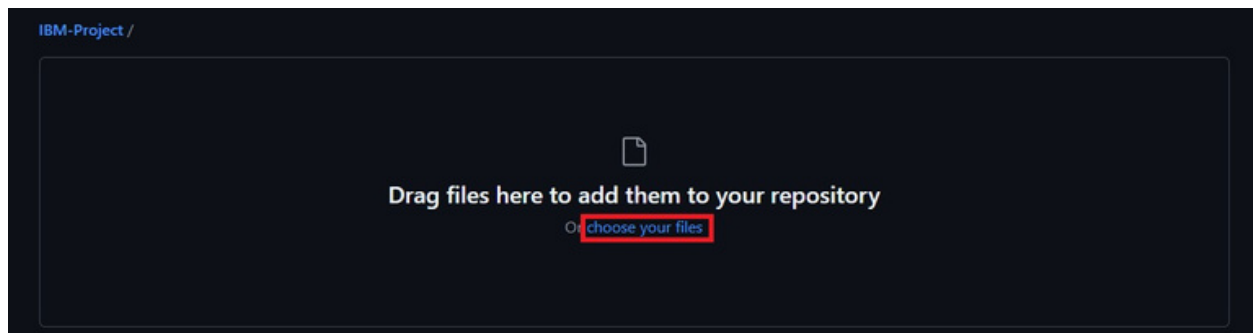 IBM-Project /
Drag files here to add them to your repository
Or choose your files